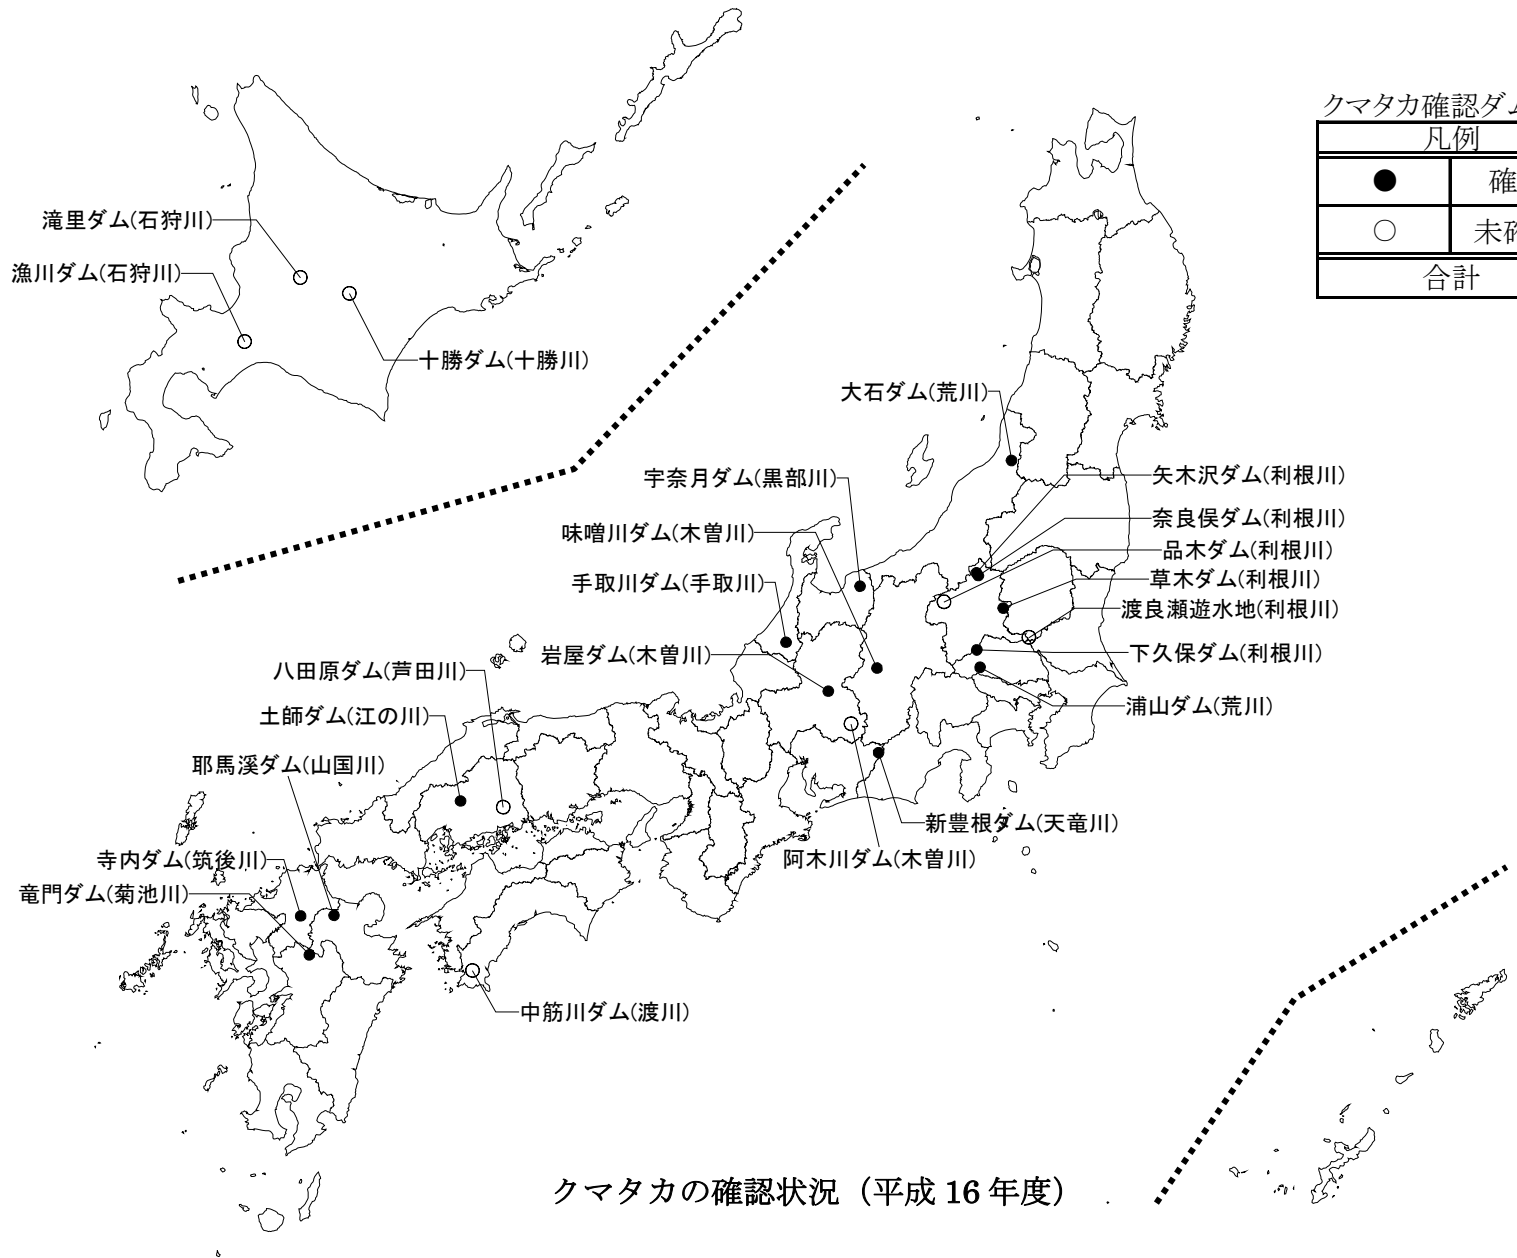 クマタカ確認ダム
凡例
● 確
○ 未確
合計
滝里ダム(石狩川)
漁川ダム(石狩川)
十勝ダム(十勝川)
大石ダム(荒川)
宇奈月ダム(黒部川)
矢木沢ダム(利根川)
奈良俣ダム(利根川)
味噌川ダム(木曽川)
品木ダム(利根川)
手取川ダム(手取川)
草木ダム(利根川)
渡良瀬遊水地(利根川)
岩屋ダム(木曽川)
下久保ダム(利根川)
八田原ダム(芦田川)
浦山ダム(荒川)
土師ダム(江の川)
耶馬溪ダム(山国川)
新豊根ダム(天竜川)
寺内ダム(筑後川)
阿木川ダム(木曽川)
竜門ダム(菊池川)
中筋川ダム(渡川)
クマタカの確認状況（平成 16 年度）